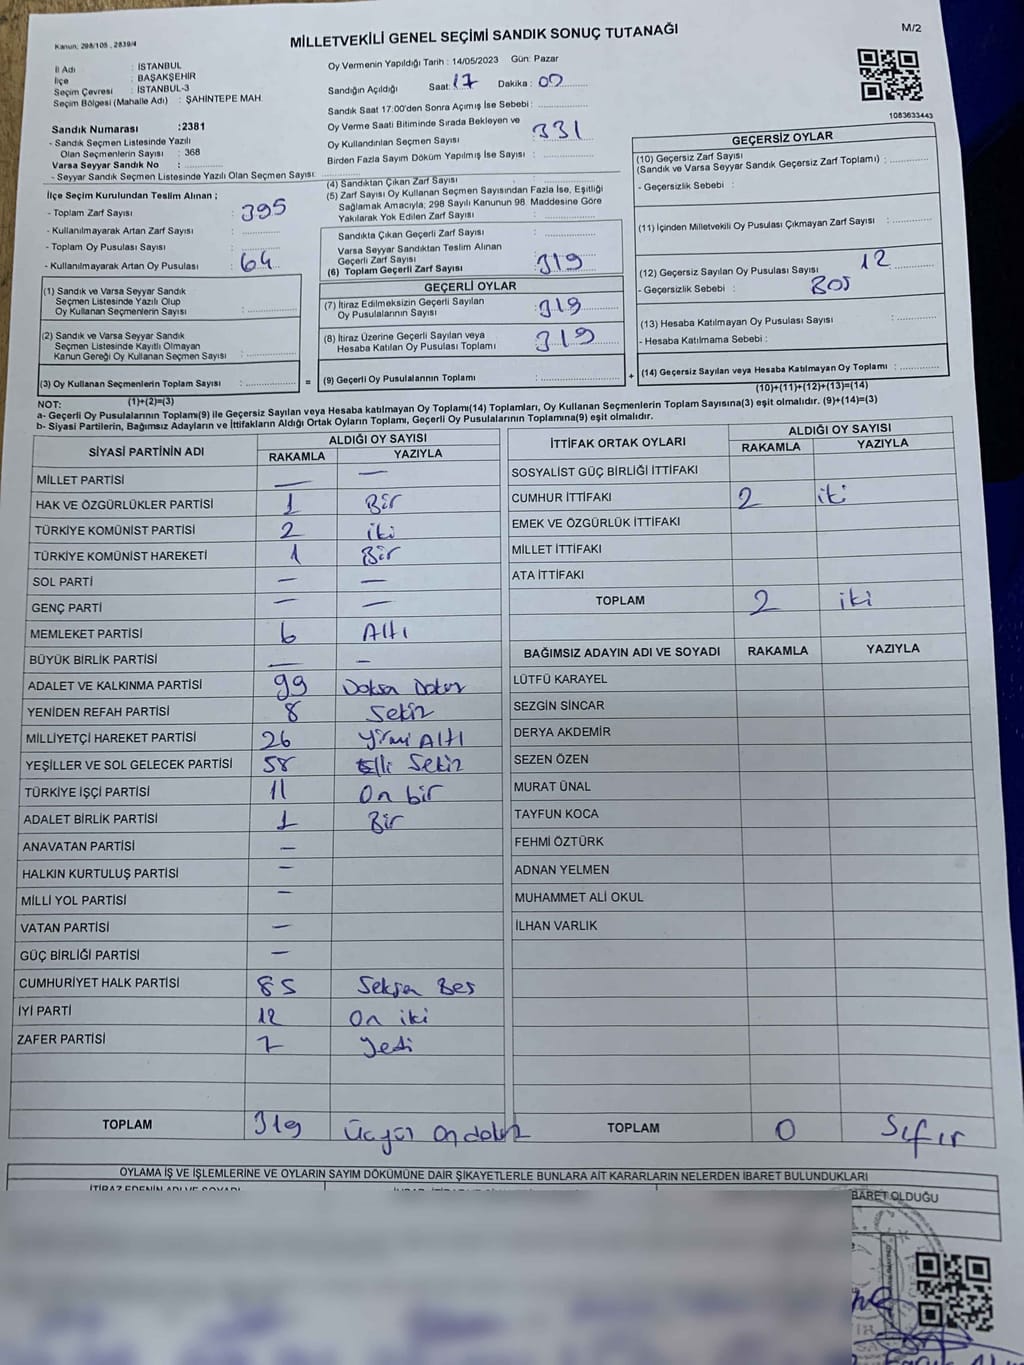 Kanun: 298/105 , 2839/4
MİLLETVEKİLİ GENEL SEÇİMİ SANDIK SONUÇ TUTANAĞI
M/2
İl Adı : İSTANBUL
İlçe : BAŞAKŞEHİR
Seçim Çevresi : İSTANBUL-3
Seçim Bölgesi (Mahalle Adı) : ŞAHİNTEPE MAH.
Sandık Numarası :2381
- Sandık Seçmen Listesinde Yazılı
Olan Seçmenlerin Sayısı : 368
Varsa Seyyar Sandık No :
- Seyyar Sandık Seçmen Listesinde Yazılı Olan Seçmen Sayısı:
İlçe Seçim Kurulundan Teslim Alınan ;
- Toplam Zarf Sayısı : 395
- Kullanılmayarak Artan Zarf Sayısı :
- Toplam Oy Pusulası Sayısı :
- Kullanılmayarak Artan Oy Pusulası : 64
(1) Sandık ve Varsa Seyyar Sandık
Seçmen Listesinde Yazılı Olup
Oy Kullanan Seçmenlerin Sayısı :
(2) Sandık ve Varsa Seyyar Sandık
Seçmen Listesinde Kayıtlı Olmayan
Kanun Gereği Oy Kullanan Seçmen Sayısı :
(3) Oy Kullanan Seçmenlerin Toplam Sayısı :
(1)+(2)=(3)
Oy Vermenin Yapıldığı Tarih : 14/05/2023 Gün: Pazar
Sandığın Açıldığı Saat: 17 Dakika : 00
Sandık Saat 17:00'den Sonra Açımış İse Sebebi :
Oy Verme Saati Bitiminde Sırada Bekleyen ve
Oy Kullandırılan Seçmen Sayısı : 331
Birden Fazla Sayım Döküm Yapılmış İse Sayısı :
(4) Sandıktan Çıkan Zarf Sayısı :
(5) Zarf Sayısı Oy Kullanan Seçmen Sayısından Fazla İse, Eşitliği
Sağlamak Amacıyla; 298 Sayılı Kanunun 98. Maddesine Göre
Yakılarak Yok Edilen Zarf Sayısı :
Sandıkta Çıkan Geçerli Zarf Sayısı :
Varsa Seyyar Sandıktan Teslim Alınan
Geçerli Zarf Sayısı :
(6) Toplam Geçerli Zarf Sayısı : 319
GEÇERLİ OYLAR
(7) İtiraz Edilmeksizin Geçerli Sayılan
Oy Pusulalarının Sayısı : 319
(8) İtiraz Üzerine Geçerli Sayılan veya
Hesaba Katılan Oy Pusulası Toplamı : 319
= (9) Geçerli Oy Pusulalarının Toplamı : +
1083633443
GEÇERSİZ OYLAR
(10) Geçersiz Zarf Sayısı
(Sandık ve Varsa Seyyar Sandık Geçersiz Zarf Toplamı) :
- Geçersizlik Sebebi :
(11) İçinden Milletvekili Oy Pusulası Çıkmayan Zarf Sayısı :
(12) Geçersiz Sayılan Oy Pusulası Sayısı : 12
- Geçersizlik Sebebi : BOŞ
(13) Hesaba Katılmayan Oy Pusulası Sayısı :
- Hesaba Katılmama Sebebi :
(14) Geçersiz Sayılan veya Hesaba Katılmayan Oy Toplamı :
(10)+(11)+(12)+(13)=(14)
NOT:
a- Geçerli Oy Pusulalarının Toplamı(9) ile Geçersiz Sayılan veya Hesaba katılmayan Oy Toplamı(14) Toplamları, Oy Kullanan Seçmenlerin Toplam Sayısına(3) eşit olmalıdır. (9)+(14)=(3)
b- Siyasi Partilerin, Bağımsız Adayların ve İttifakların Aldığı Ortak Oyların Toplamı, Geçerli Oy Pusulalarının Toplamına(9) eşit olmalıdır.
SİYASİ PARTİNİN ADI ALDIĞI OY SAYISI
RAKAMLA YAZIYLA
MİLLET PARTİSİ — —
HAK VE ÖZGÜRLÜKLER PARTİSİ 1 Bir
TÜRKİYE KOMÜNİST PARTİSİ 2 iki
TÜRKİYE KOMÜNİST HAREKETİ 1 Bir
SOL PARTİ — —
GENÇ PARTİ — —
MEMLEKET PARTİSİ 6 Altı
BÜYÜK BİRLİK PARTİSİ — —
ADALET VE KALKINMA PARTİSİ 99 Doksan Dokuz
YENİDEN REFAH PARTİSİ 8 Sekiz
MİLLİYETÇİ HAREKET PARTİSİ 26 Yirmi Altı
YEŞİLLER VE SOL GELECEK PARTİSİ 58 Elli Sekiz
TÜRKİYE İŞÇİ PARTİSİ 11 On bir
ADALET BİRLİK PARTİSİ 1 Bir
ANAVATAN PARTİSİ —
HALKIN KURTULUŞ PARTİSİ —
MİLLİ YOL PARTİSİ —
VATAN PARTİSİ —
GÜÇ BİRLİĞİ PARTİSİ —
CUMHURİYET HALK PARTİSİ 85 Seksen Beş
İYİ PARTİ 12 On iki
ZAFER PARTİSİ 7 Yedi
TOPLAM 319 Üçyüz On dokuz
İTTİFAK ORTAK OYLARI ALDIĞI OY SAYISI
RAKAMLA YAZIYLA
SOSYALİST GÜÇ BİRLİĞİ İTTİFAKI
CUMHUR İTTİFAKI 2 iki
EMEK VE ÖZGÜRLÜK İTTİFAKI
MİLLET İTTİFAKI
ATA İTTİFAKI
TOPLAM 2 iki
BAĞIMSIZ ADAYIN ADI VE SOYADI RAKAMLA YAZIYLA
LÜTFÜ KARAYEL
SEZGİN SİNCAR
DERYA AKDEMİR
SEZEN ÖZEN
MURAT ÜNAL
TAYFUN KOCA
FEHMİ ÖZTÜRK
ADNAN YELMEN
MUHAMMET ALİ OKUL
İLHAN VARLIK
TOPLAM 0 Sıfır
OYLAMA İŞ VE İŞLEMLERİNE VE OYLARIN SAYIM DÖKÜMÜNE DAİR ŞİKAYETLERLE BUNLARA AİT KARARLARIN NELERDEN İBARET BULUNDUKLARI
İTİRAZ EDENİN ADI VE SOYADI
BARET OLDUĞU